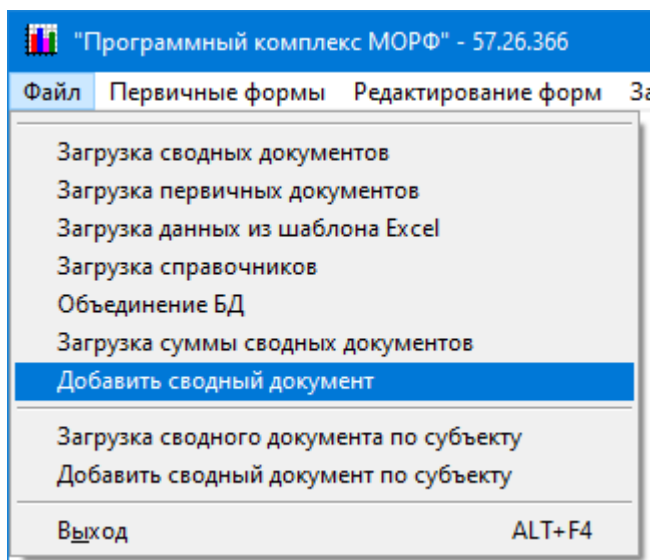 "Программный комплекс МОРФ" - 57.26.366
Файл Первичные формы Редактирование форм
Загрузка сводных документов
Загрузка первичных документов
Загрузка данных из шаблона Excel
Загрузка справочников
Объединение БД
Загрузка суммы сводных документов
Добавить сводный документ
Загрузка сводного документа по субъекту
Добавить сводный документ по субъекту
Выход ALT+F4